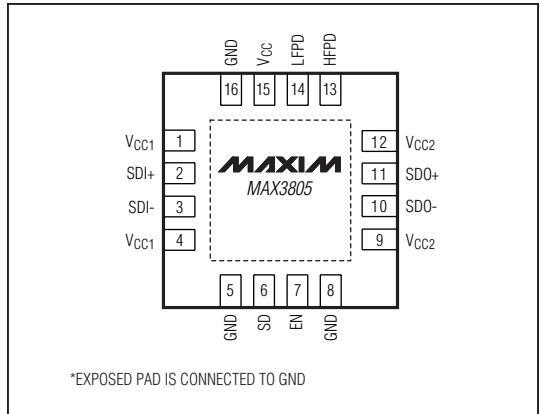 GND VCC LFPD HFPD
16 15 14 13
VCC1 1 12 VCC2
SDI+ 2 MAXIM 11 SDO+
MAX3805
SDI- 3 10 SDO-
VCC1 4 9 VCC2
5 6 7 8
GND SD EN GND
*EXPOSED PAD IS CONNECTED TO GND